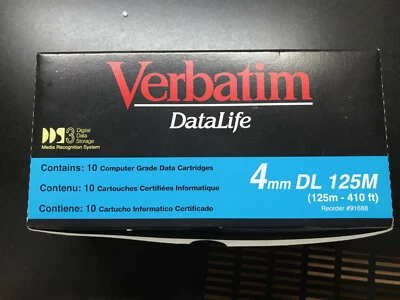 Verbatim
DataLife
DDS3 Digital Data Storage
Media Recognition System
Contains: 10 Computer Grade Data Cartridges
Contenu: 10 Cartouches Certifiées Informatique
Contiene: 10 Cartucho Informatico Certificado
4mm DL 125M
(125m - 410 ft)
Reorder #91688